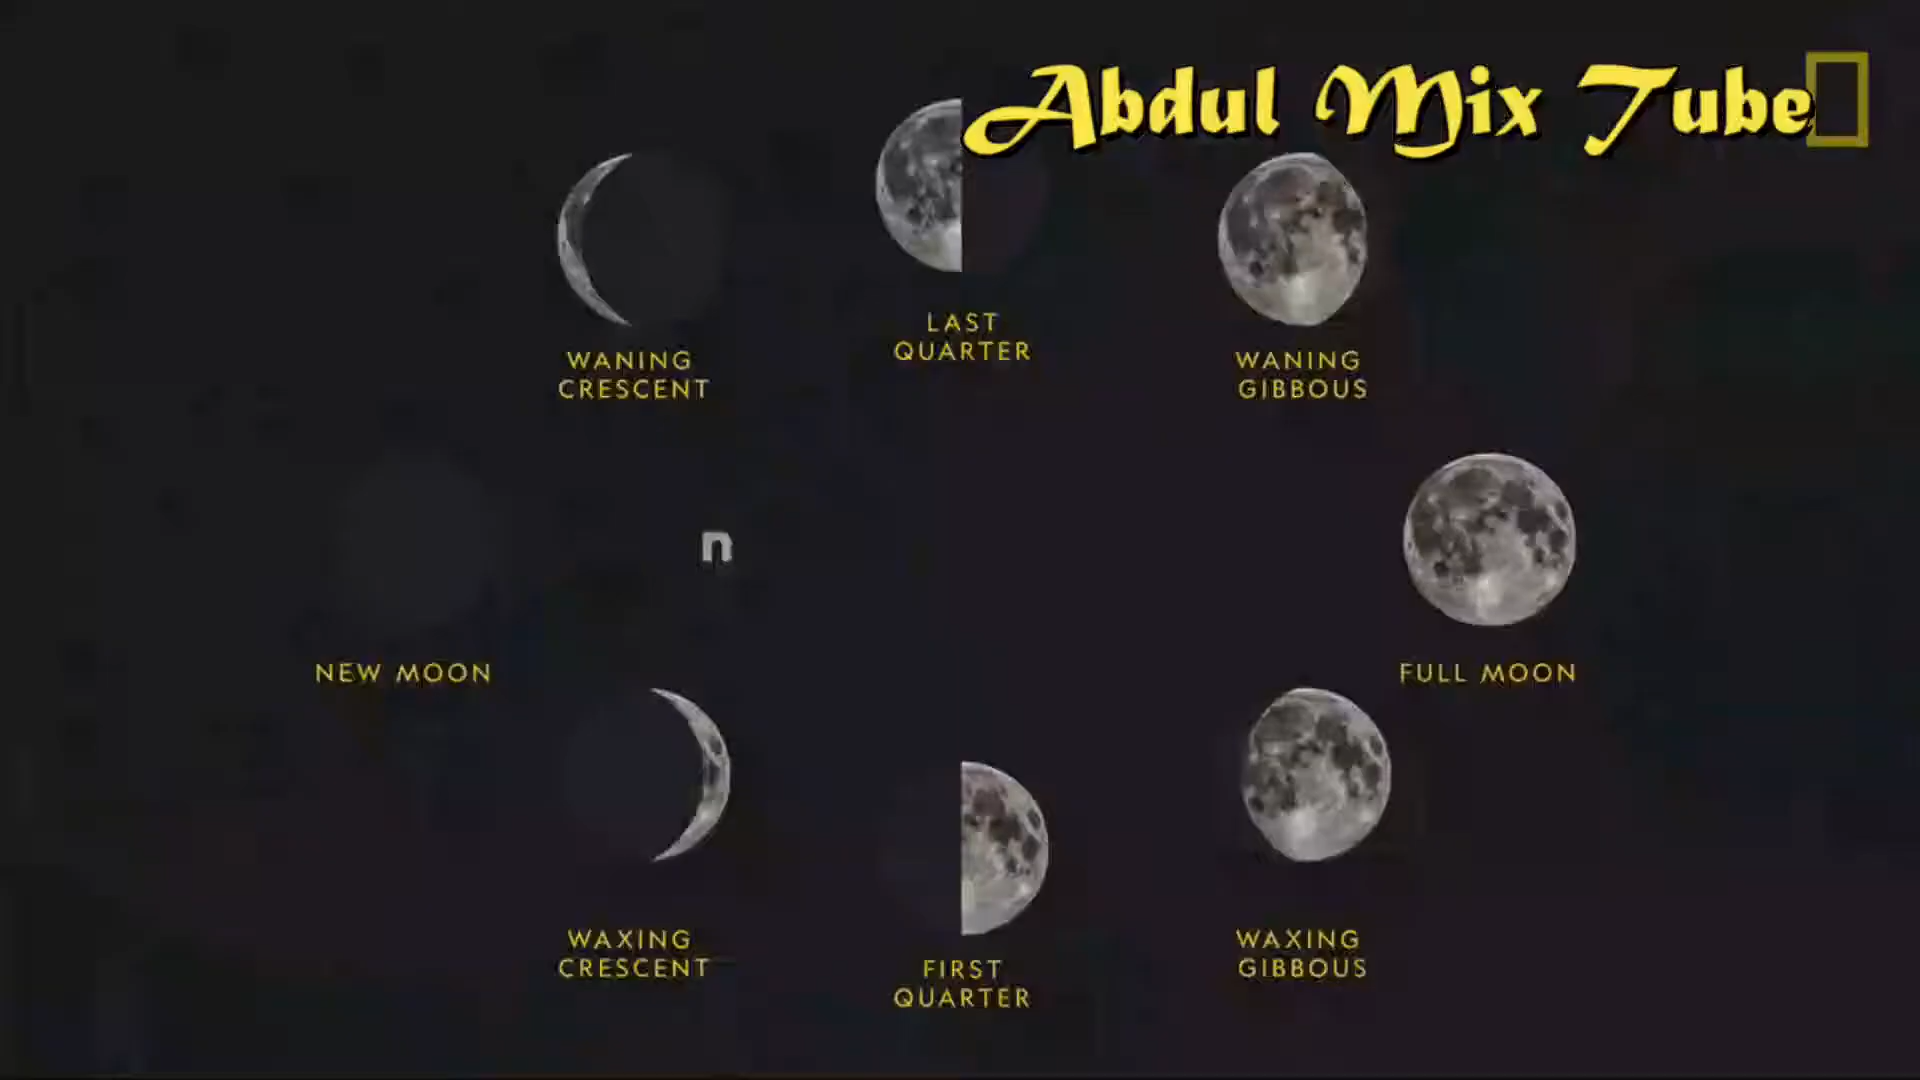 Abdul Mix Tube
WANING
CRESCENT
LAST
QUARTER
WANING
GIBBOUS
n
NEW MOON
FULL MOON
WAXING
CRESCENT
FIRST
QUARTER
WAXING
GIBBOUS